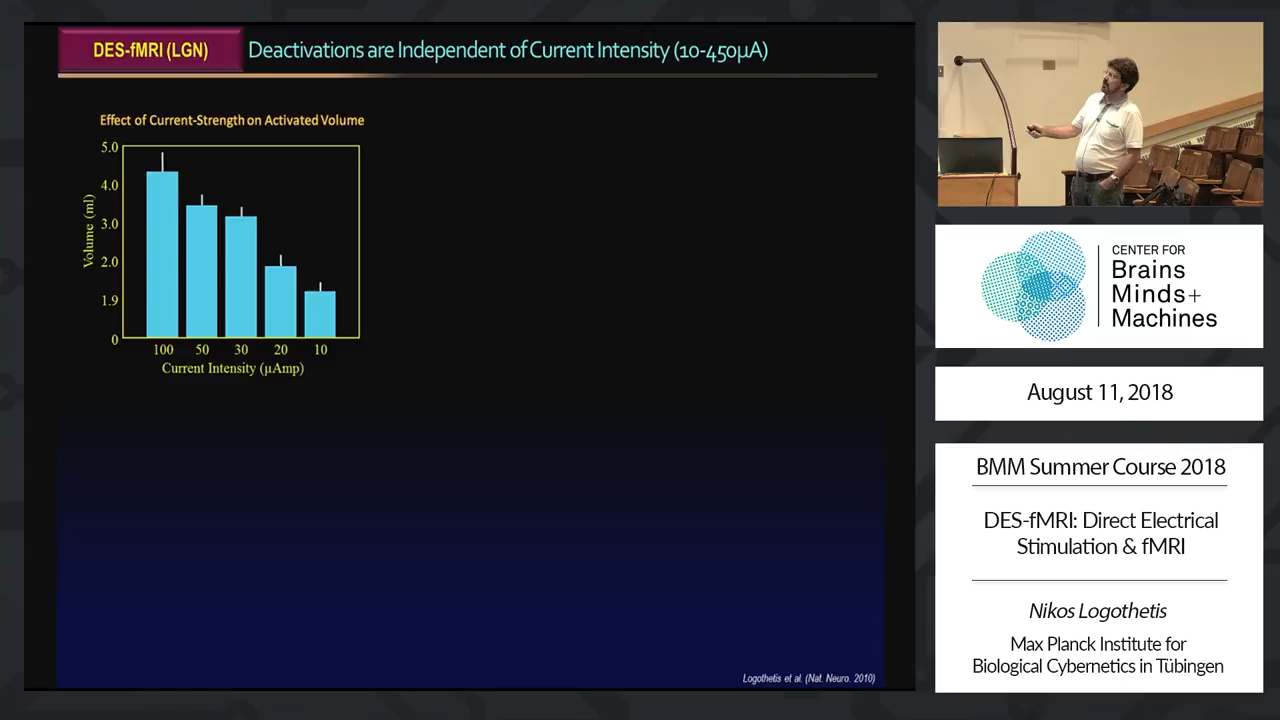 DES-fMRI (LGN)
Deactivations are Independent of Current Intensity (10-450µA)
Effect of Current-Strength on Activated Volume
5.0
4.0
3.0
2.0
1.9
0
Volume (ml)
100 50 30 20 10
Current Intensity (µAmp)
Logothetis et al. (Nat. Neuro. 2010)
CENTER FOR
Brains
Minds+
Machines
August 11, 2018
BMM Summer Course 2018
DES-fMRI: Direct Electrical
Stimulation & fMRI
Nikos Logothetis
Max Planck Institute for
Biological Cybernetics in Tübingen